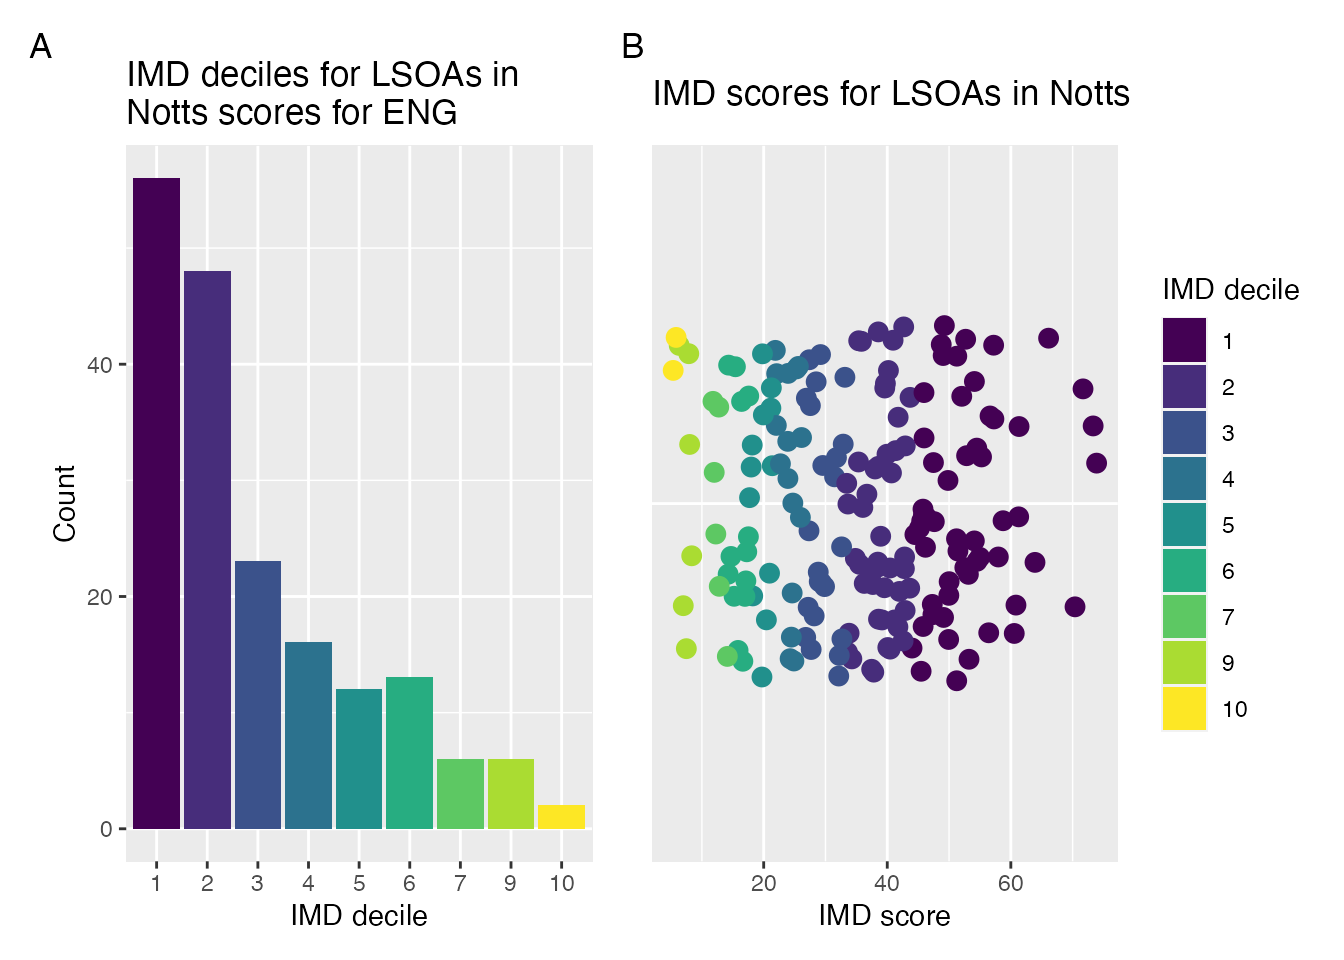 A
IMD deciles for LSOAs in
Notts scores for ENG
Count
40
20
0
1 2 3 4 5 6 7 9 10
IMD decile
B
IMD scores for LSOAs in Notts
20 40 60
IMD score
IMD decile
1
2
3
4
5
6
7
9
10